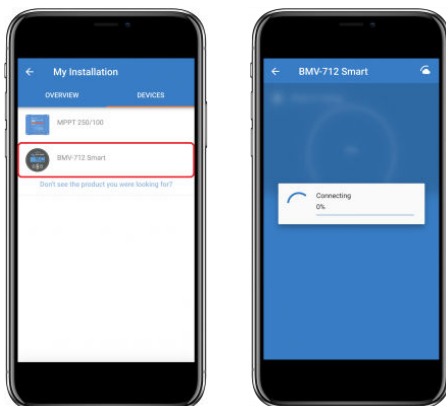 My Installation
OVERVIEW DEVICES
MPPT 250/100
BMV-712 Smart
Don't see the product you were looking for?
BMV-712 Smart
Connecting
0%